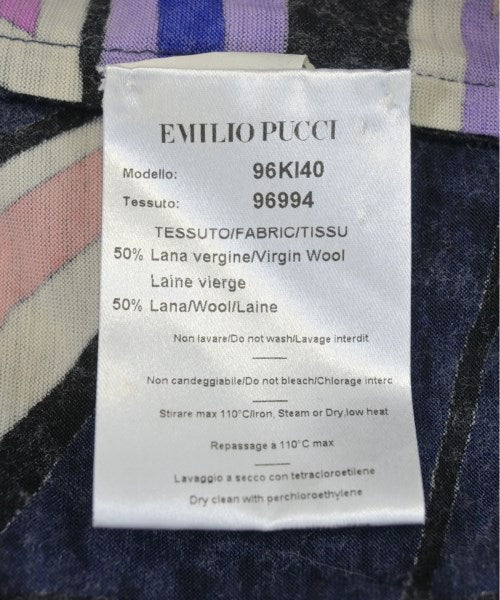 EMILIO PUCCI
Modello: 96KI40
Tessuto: 96994
TESSUTO/FABRIC/TISSU
50% Lana vergine/Virgin Wool
Laine vierge
50% Lana/Wool/Laine
Non lavare/Do not wash/Lavage interdit
Non candeggiabile/Do not bleach/Chlorage interc
Stirare max 110°C/Iron, Steam or Dry,low heat
Repassage a 110°C max
Lavaggio a secco con tetracloroetilene
Dry clean with perchloroethylene